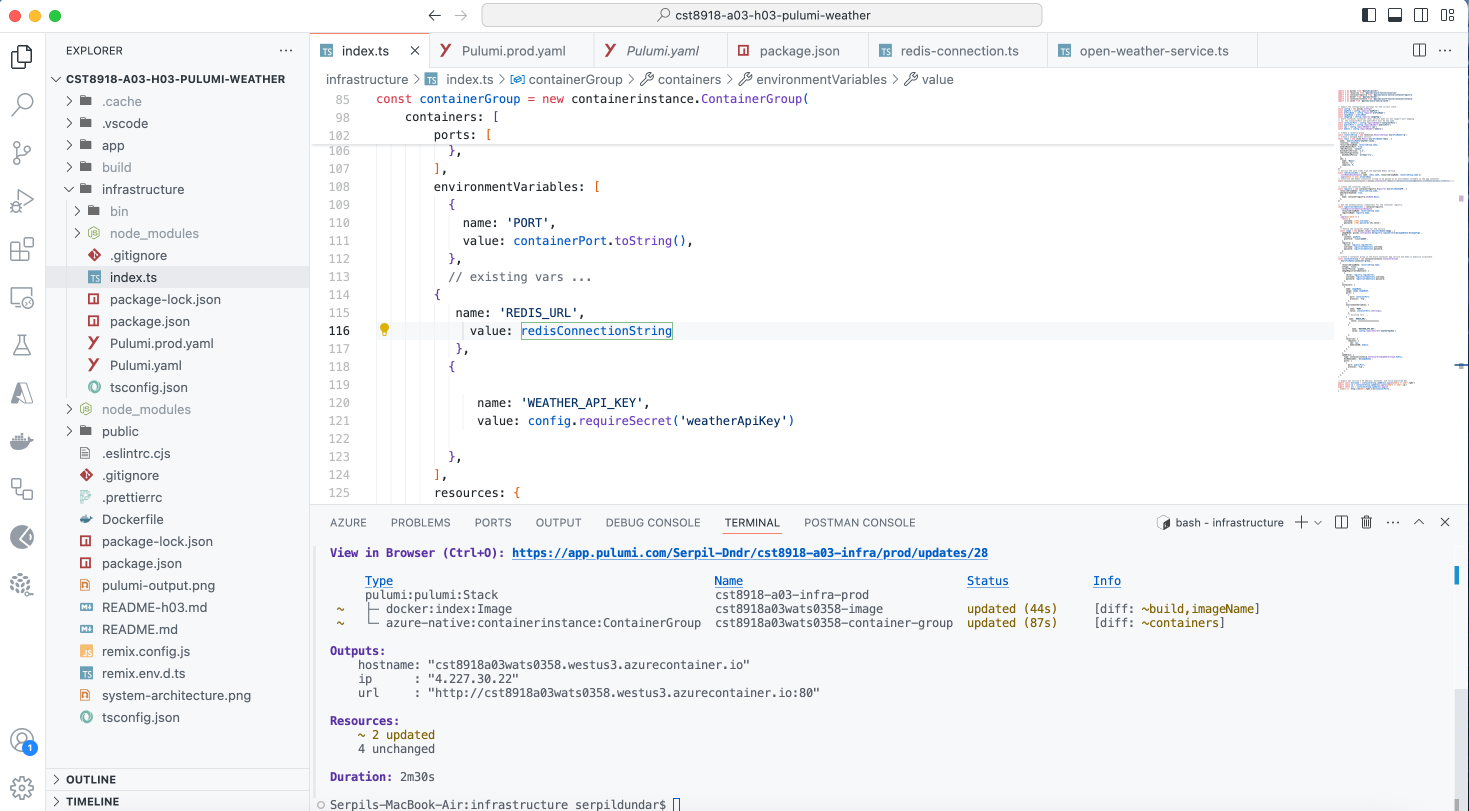 cst8918-a03-h03-pulumi-weather
EXPLORER
CST8918-A03-H03-PULUMI-WEATHER
.cache
.vscode
app
build
infrastructure
bin
node_modules
.gitignore
TS index.ts
package-lock.json
package.json
Pulumi.prod.yaml
Pulumi.yaml
tsconfig.json
node_modules
public
.eslintrc.cjs
.gitignore
.prettierrc
Dockerfile
package-lock.json
package.json
pulumi-output.png
README-h03.md
README.md
JS remix.config.js
TS remix.env.d.ts
system-architecture.png
tsconfig.json
OUTLINE
TIMELINE
1
TS index.ts Pulumi.prod.yaml Pulumi.yaml package.json TS redis-connection.ts TS open-weather-service.ts
infrastructure > TS index.ts > containerGroup > containers > environmentVariables > value
85 const containerGroup = new containerinstance.ContainerGroup(
98 containers: [
102 ports: [
106 },
107 ],
108 environmentVariables: [
109 {
110 name: 'PORT',
111 value: containerPort.toString(),
112 },
113 // existing vars ...
114 {
115 name: 'REDIS_URL',
116 value: redisConnectionString
117 },
118 {
119
120 name: 'WEATHER_API_KEY',
121 value: config.requireSecret('weatherApiKey')
122
123 },
124 ],
125 resources: {
AZURE PROBLEMS PORTS OUTPUT DEBUG CONSOLE TERMINAL POSTMAN CONSOLE bash - infrastructure
View in Browser (Ctrl+O): https://app.pulumi.com/Serpil-Dndr/cst8918-a03-infra/prod/updates/28
Type Name Status Info
pulumi:pulumi:Stack cst8918-a03-infra-prod
~ ├─ docker:index:Image cst8918a03wats0358-image updated (44s) [diff: ~build,imageName]
~ └─ azure-native:containerinstance:ContainerGroup cst8918a03wats0358-container-group updated (87s) [diff: ~containers]
Outputs:
hostname: "cst8918a03wats0358.westus3.azurecontainer.io"
ip : "4.227.30.22"
url : "http://cst8918a03wats0358.westus3.azurecontainer.io:80"
Resources:
~ 2 updated
4 unchanged
Duration: 2m30s
Serpils-MacBook-Air:infrastructure serpildundar$